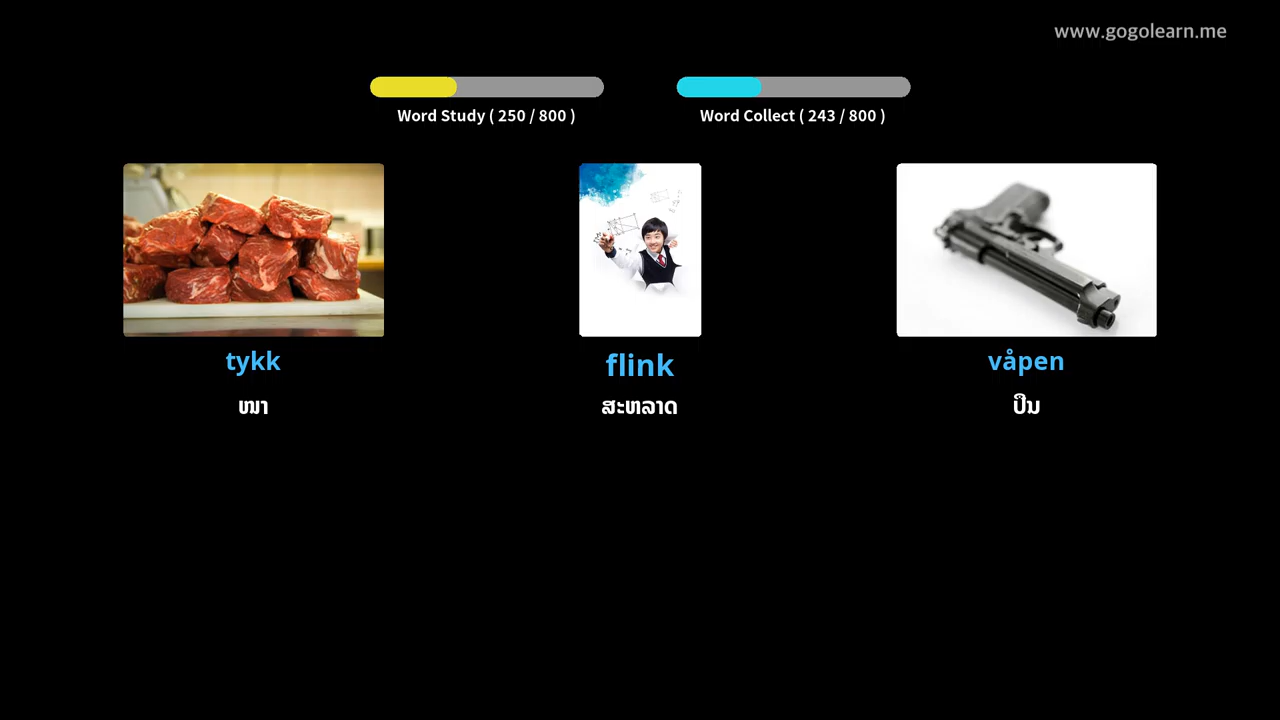 www.gogolearn.me
Word Study ( 250 / 800 )
Word Collect ( 243 / 800 )
tykk
flink
våpen
ໜາ
ສະຫລາດ
ປືນ